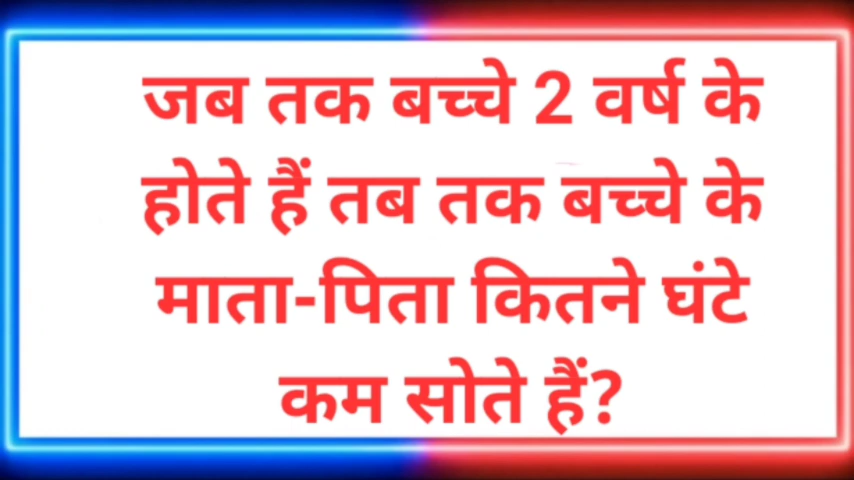 जब तक बच्चे 2 वर्ष के
होते हैं तब तक बच्चे के
माता-पिता कितने घंटे
कम सोते हैं?